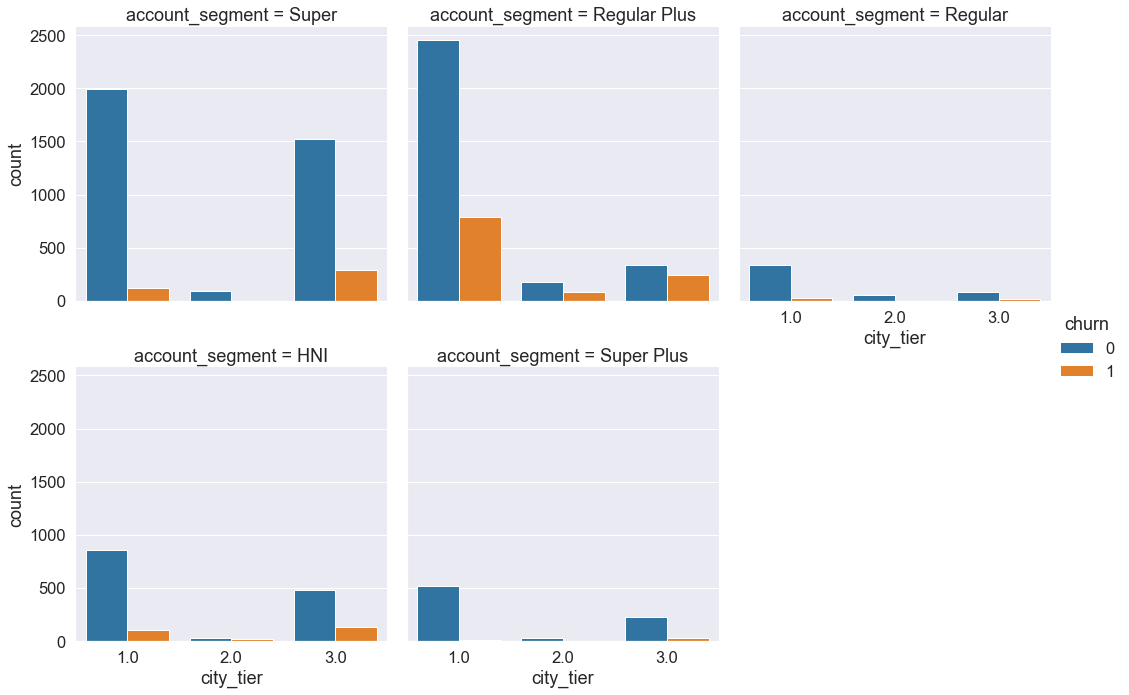 account_segment = Super
account_segment = Regular Plus
account_segment = Regular
2500
2000
1500
1000
500
0
count
1.0 2.0 3.0
city_tier
churn
0
1
account_segment = HNI
account_segment = Super Plus
2500
2000
1500
1000
500
0
count
1.0 2.0 3.0
city_tier
1.0 2.0 3.0
city_tier